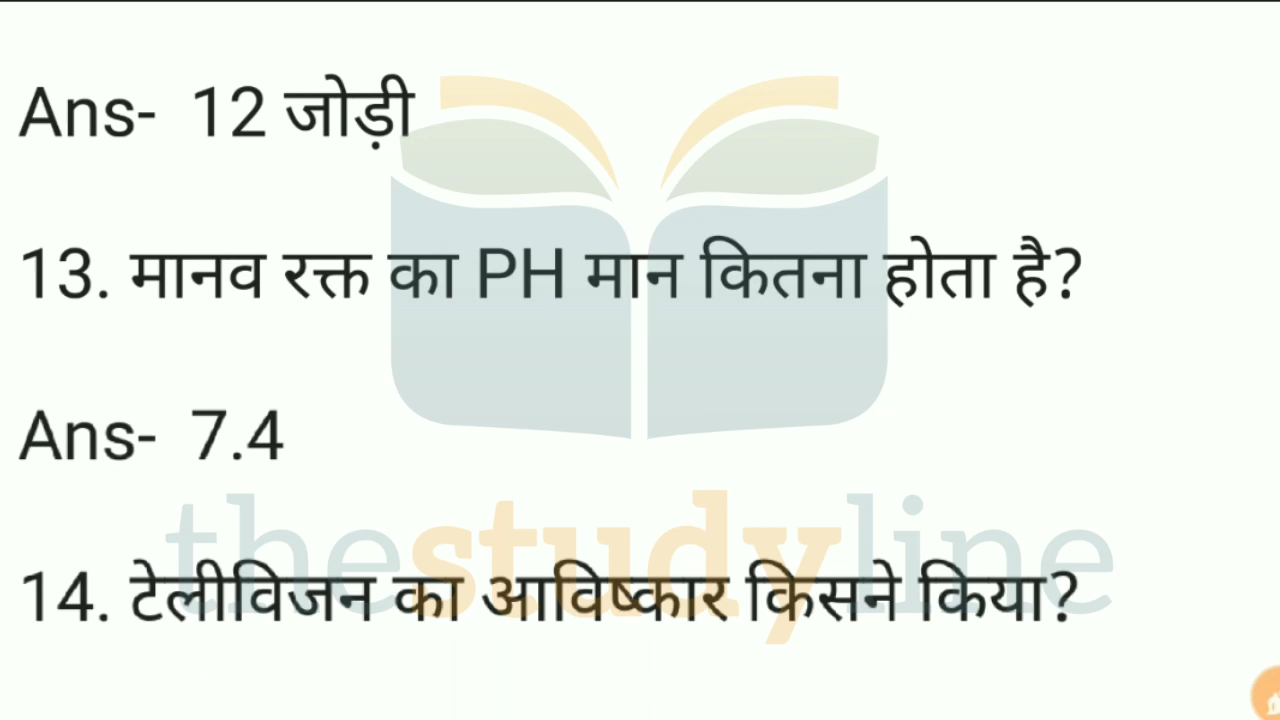 Ans- 12 जोड़ी
13. मानव रक्त का PH मान कितना होता है?
Ans- 7.4
thestudyline
14. टेलीविजन का आविष्कार किसने किया?